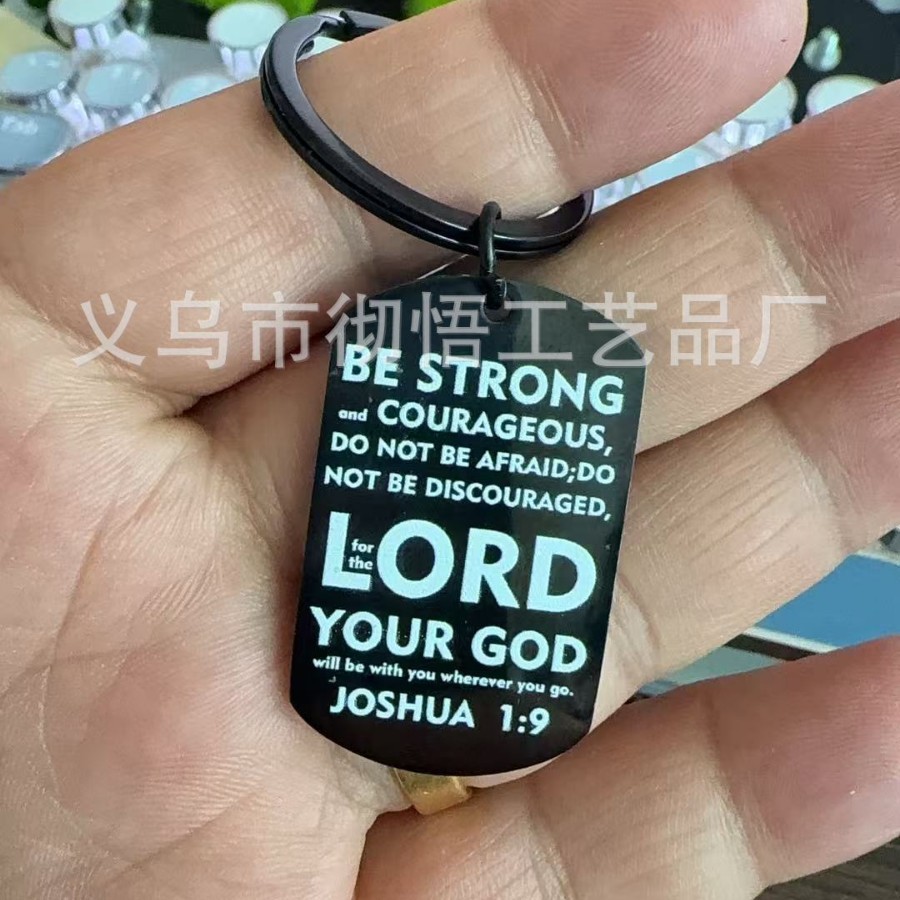 义乌市彻悟工艺品厂
BE STRONG
and COURAGEOUS,
DO NOT BE AFRAID;DO
NOT BE DISCOURAGED,
for the LORD
YOUR GOD
will be with you wherever you go.
JOSHUA 1:9